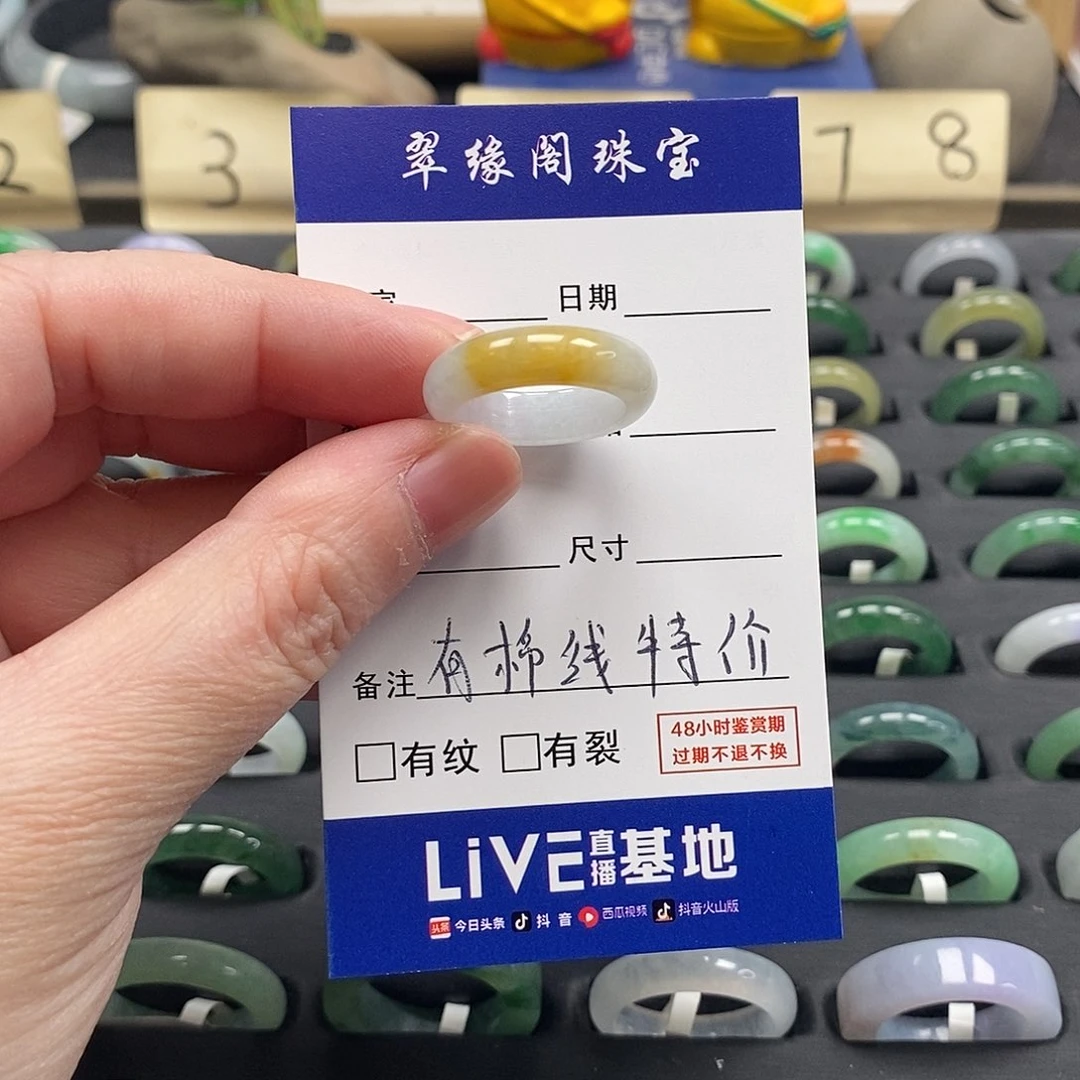 2
3
7 8
翠缘阁珠宝
日期
尺寸
备注 有棉线特价
有纹 有裂
48小时鉴赏期
过期不退不换
LiVE直播基地
头条 今日头条 抖音 西瓜视频 抖音火山版